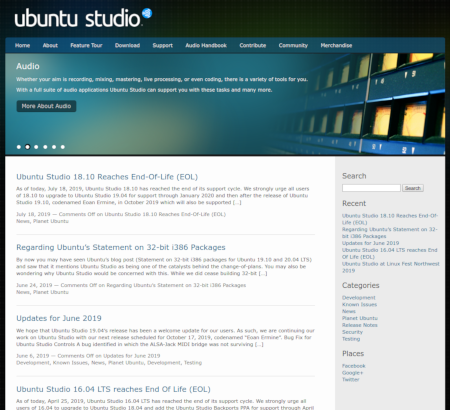 ubuntu studio
Home About Feature Tour Download Support Audio Handbook Contribute Community Merchandise
Audio
Whether your aim is recording, mixing, mastering, live processing, or even coding, there is a variety of tools for you.
With a full suite of audio applications Ubuntu Studio can support you with these tasks and many more.
More About Audio
Ubuntu Studio 18.10 Reaches End-Of-Life (EOL)
As of today, July 18, 2019, Ubuntu Studio 18.10 has reached the end of its support cycle. We strongly urge all users
of 18.10 to upgrade to Ubuntu Studio 19.04 for support through January 2020 and then after the release of Ubuntu
Studio 19.10, codenamed Eoan Ermine, in October 2019 which will also be supported [...]
July 18, 2019 — Comments Off on Ubuntu Studio 18.10 Reaches End-Of-Life (EOL)
News, Planet Ubuntu
Regarding Ubuntu's Statement on 32-bit i386 Packages
By now you may have seen Ubuntu's blog post (Statement on 32-bit i386 packages for Ubuntu 19.10 and 20.04 LTS)
and saw that it mentions Ubuntu Studio as being one of the catalysts behind the change-of-plans. You may also be
wondering why Ubuntu Studio would be concerned with this. While we did cease building 32-bit [...]
June 24, 2019 — Comments Off on Regarding Ubuntu's Statement on 32-bit i386 Packages
News, Planet Ubuntu
Updates for June 2019
We hope that Ubuntu Studio 19.04's release has been a welcome update for our users. As such, we are continuing our
work on Ubuntu Studio with our next release scheduled for October 17, 2019, codenamed "Eoan Ermine". Bug Fix for
Ubuntu Studio Controls A bug identified in which the ALSA-Jack MIDI bridge was not surviving [...]
June 6, 2019 — Comments Off on Updates for June 2019
Development, Known Issues, News, Planet Ubuntu, Development, Testing
Ubuntu Studio 16.04 LTS reaches End Of Life (EOL)
As of today, April 25, 2019, Ubuntu Studio 16.04 LTS has reached the end of its support cycle. We strongly urge all
users of 16.04 to upgrade to Ubuntu Studio 18.04 and add the Ubuntu Studio Backports PPA for support through April
Search
Search
Recent
Ubuntu Studio 18.10 Reaches End-Of-Life (EOL)
Regarding Ubuntu's Statement on 32-bit i386 Packages
Updates for June 2019
Ubuntu Studio 16.04 LTS reaches End Of Life (EOL)
Ubuntu Studio at Linux Fest Northwest 2019
Categories
Development
Known Issues
News
Planet Ubuntu
Release Notes
Security
Testing
Places
Facebook
Google+
Twitter